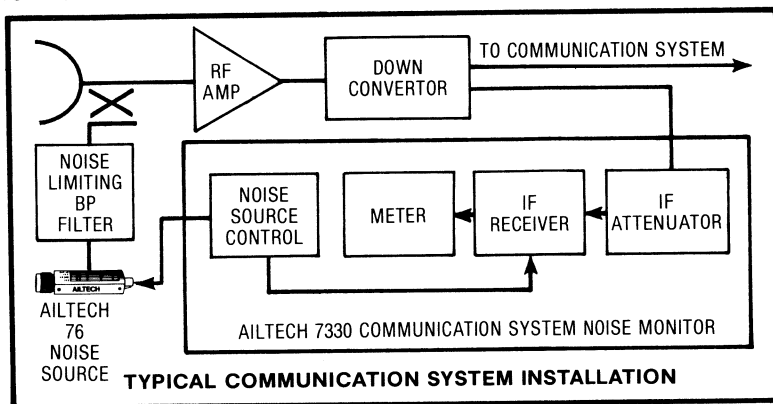 TO COMMUNICATION SYSTEM
RF
AMP
DOWN
CONVERTOR
NOISE
LIMITING
BP
FILTER
NOISE
SOURCE
CONTROL
METER
IF
RECEIVER
IF
ATTENUATOR
AILTECH
AILTECH
76
NOISE
SOURCE
AILTECH 7330 COMMUNICATION SYSTEM NOISE MONITOR
TYPICAL COMMUNICATION SYSTEM INSTALLATION